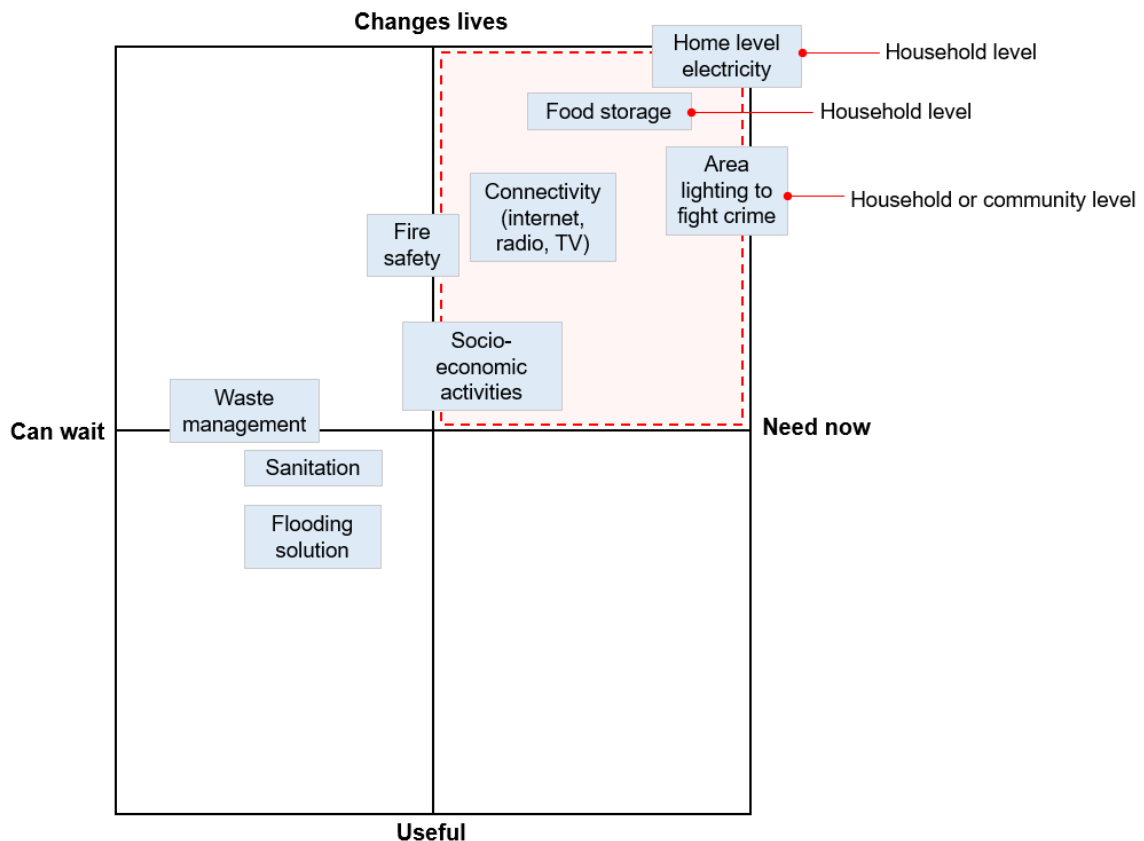 Changes lives
Home level
electricity
Household level
Food storage
Household level
Area
lighting to
fight crime
Household or community level
Connectivity
(internet,
radio, TV)
Fire
safety
Socio-
economic
activities
Waste
management
Can wait
Need now
Sanitation
Flooding
solution
Useful